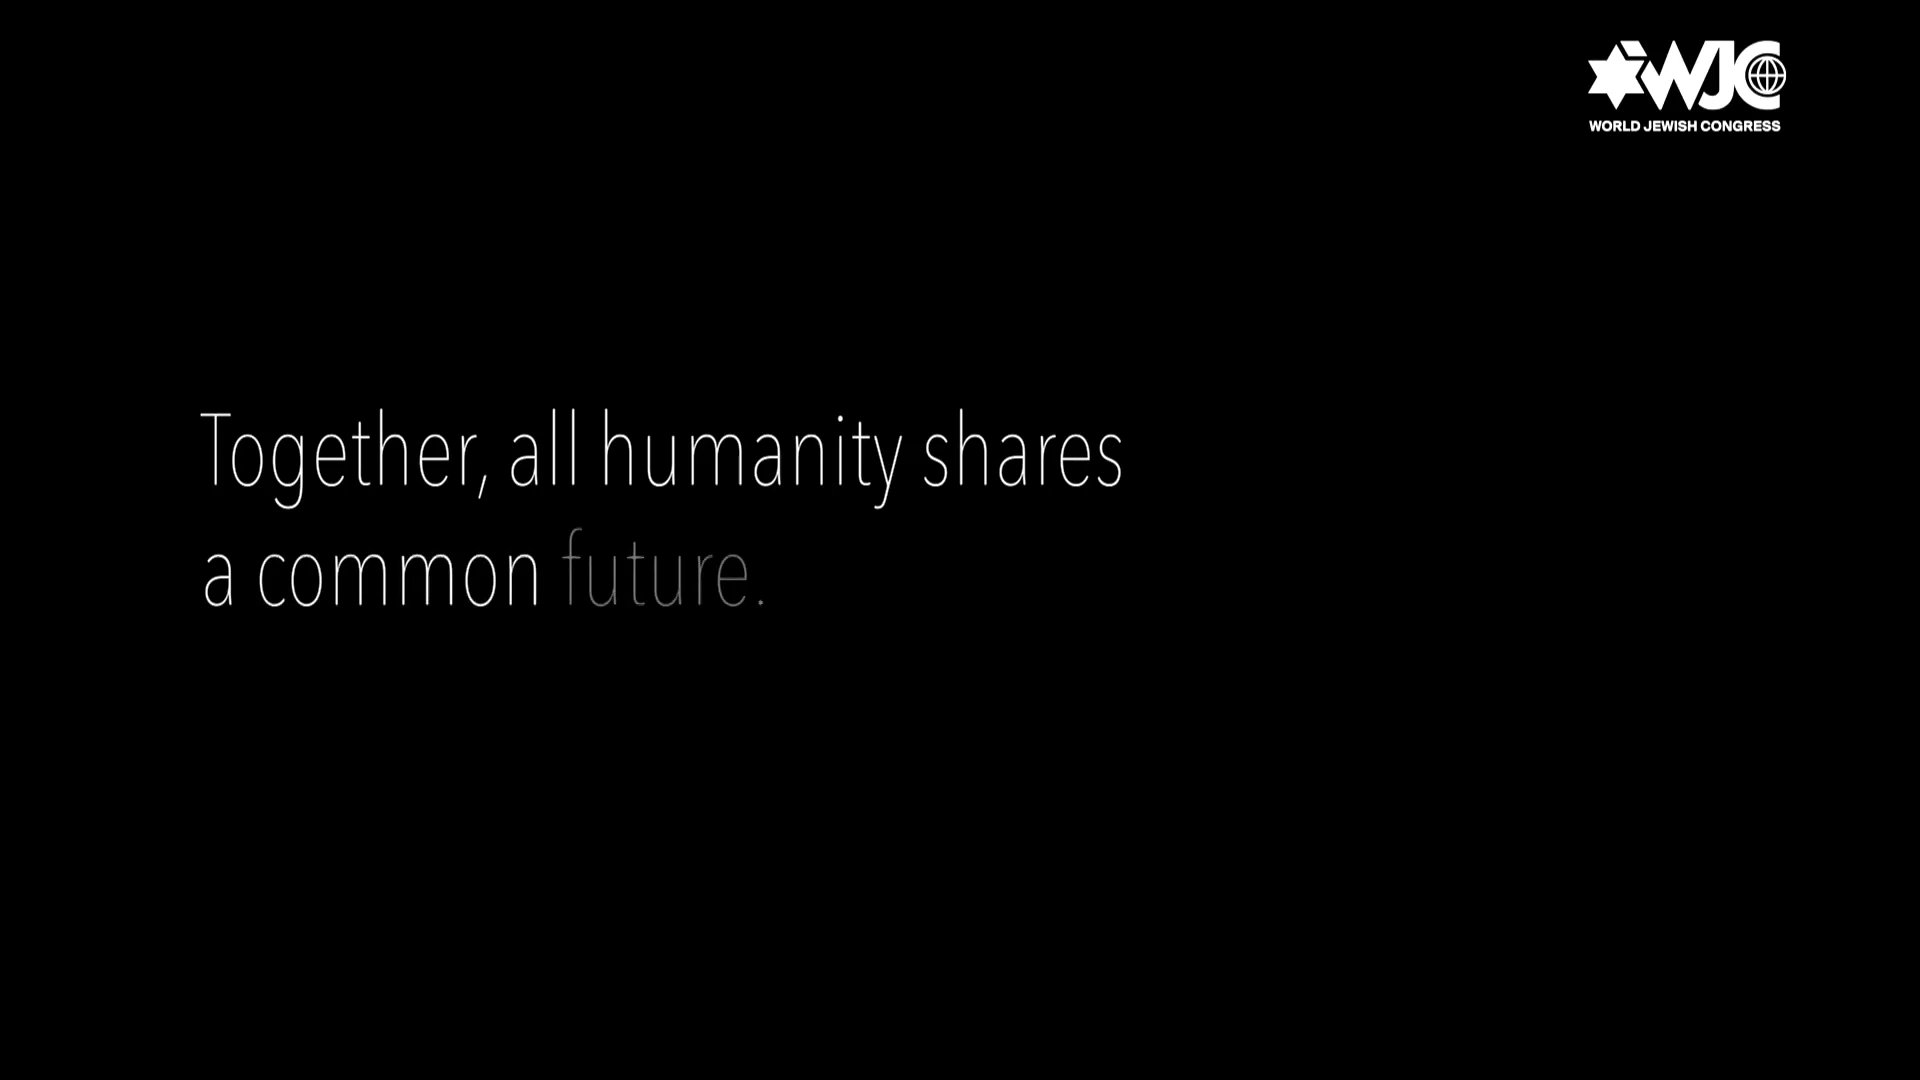 WJC
WORLD JEWISH CONGRESS
Together, all humanity shares
a common future.